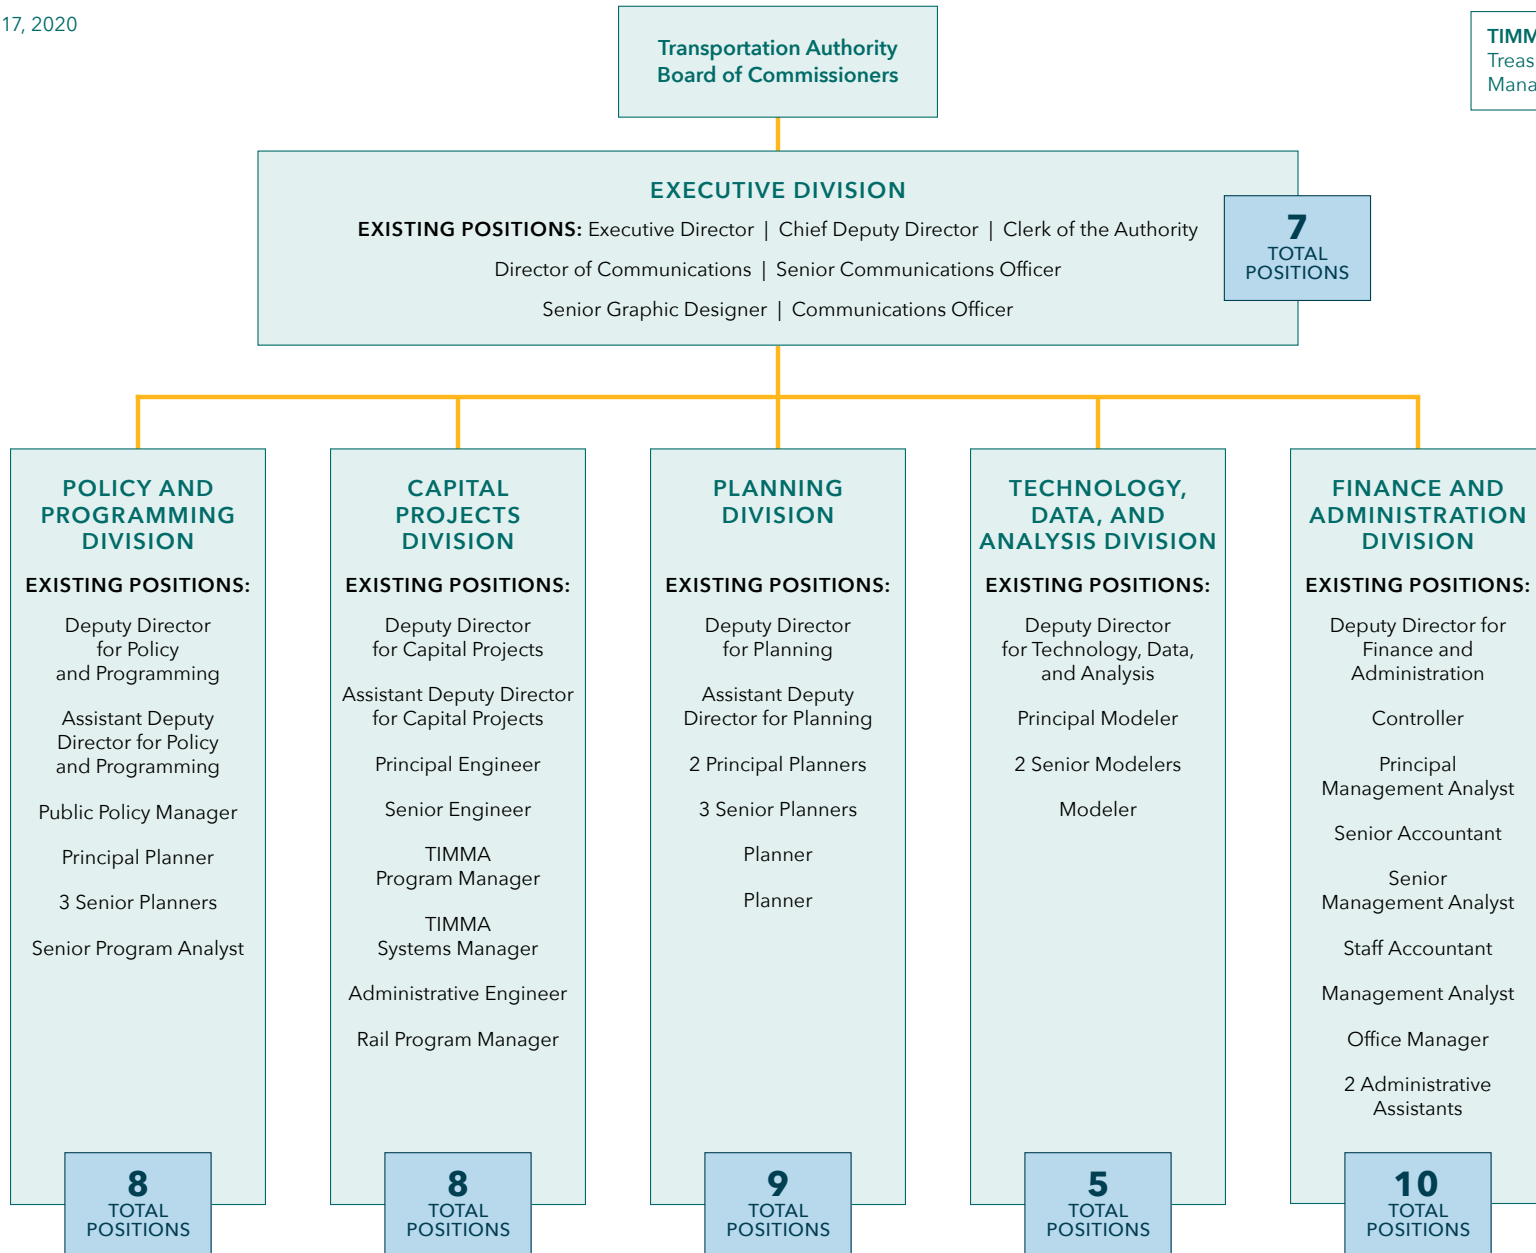 17, 2020
Transportation Authority
Board of Commissioners
TIMM
Treas
Mana
EXECUTIVE DIVISION
EXISTING POSITIONS: Executive Director | Chief Deputy Director | Clerk of the Authority
Director of Communications | Senior Communications Officer
Senior Graphic Designer | Communications Officer
7
TOTAL
POSITIONS
POLICY AND
PROGRAMMING
DIVISION
EXISTING POSITIONS:
Deputy Director
for Policy
and Programming
Assistant Deputy
Director for Policy
and Programming
Public Policy Manager
Principal Planner
3 Senior Planners
Senior Program Analyst
8
TOTAL
POSITIONS
CAPITAL
PROJECTS
DIVISION
EXISTING POSITIONS:
Deputy Director
for Capital Projects
Assistant Deputy Director
for Capital Projects
Principal Engineer
Senior Engineer
TIMMA
Program Manager
TIMMA
Systems Manager
Administrative Engineer
Rail Program Manager
8
TOTAL
POSITIONS
PLANNING
DIVISION
EXISTING POSITIONS:
Deputy Director
for Planning
Assistant Deputy
Director for Planning
2 Principal Planners
3 Senior Planners
Planner
Planner
9
TOTAL
POSITIONS
TECHNOLOGY,
DATA, AND
ANALYSIS DIVISION
EXISTING POSITIONS:
Deputy Director
for Technology, Data,
and Analysis
Principal Modeler
2 Senior Modelers
Modeler
5
TOTAL
POSITIONS
FINANCE AND
ADMINISTRATION
DIVISION
EXISTING POSITIONS:
Deputy Director for
Finance and
Administration
Controller
Principal
Management Analyst
Senior Accountant
Senior
Management Analyst
Staff Accountant
Management Analyst
Office Manager
2 Administrative
Assistants
10
TOTAL
POSITIONS